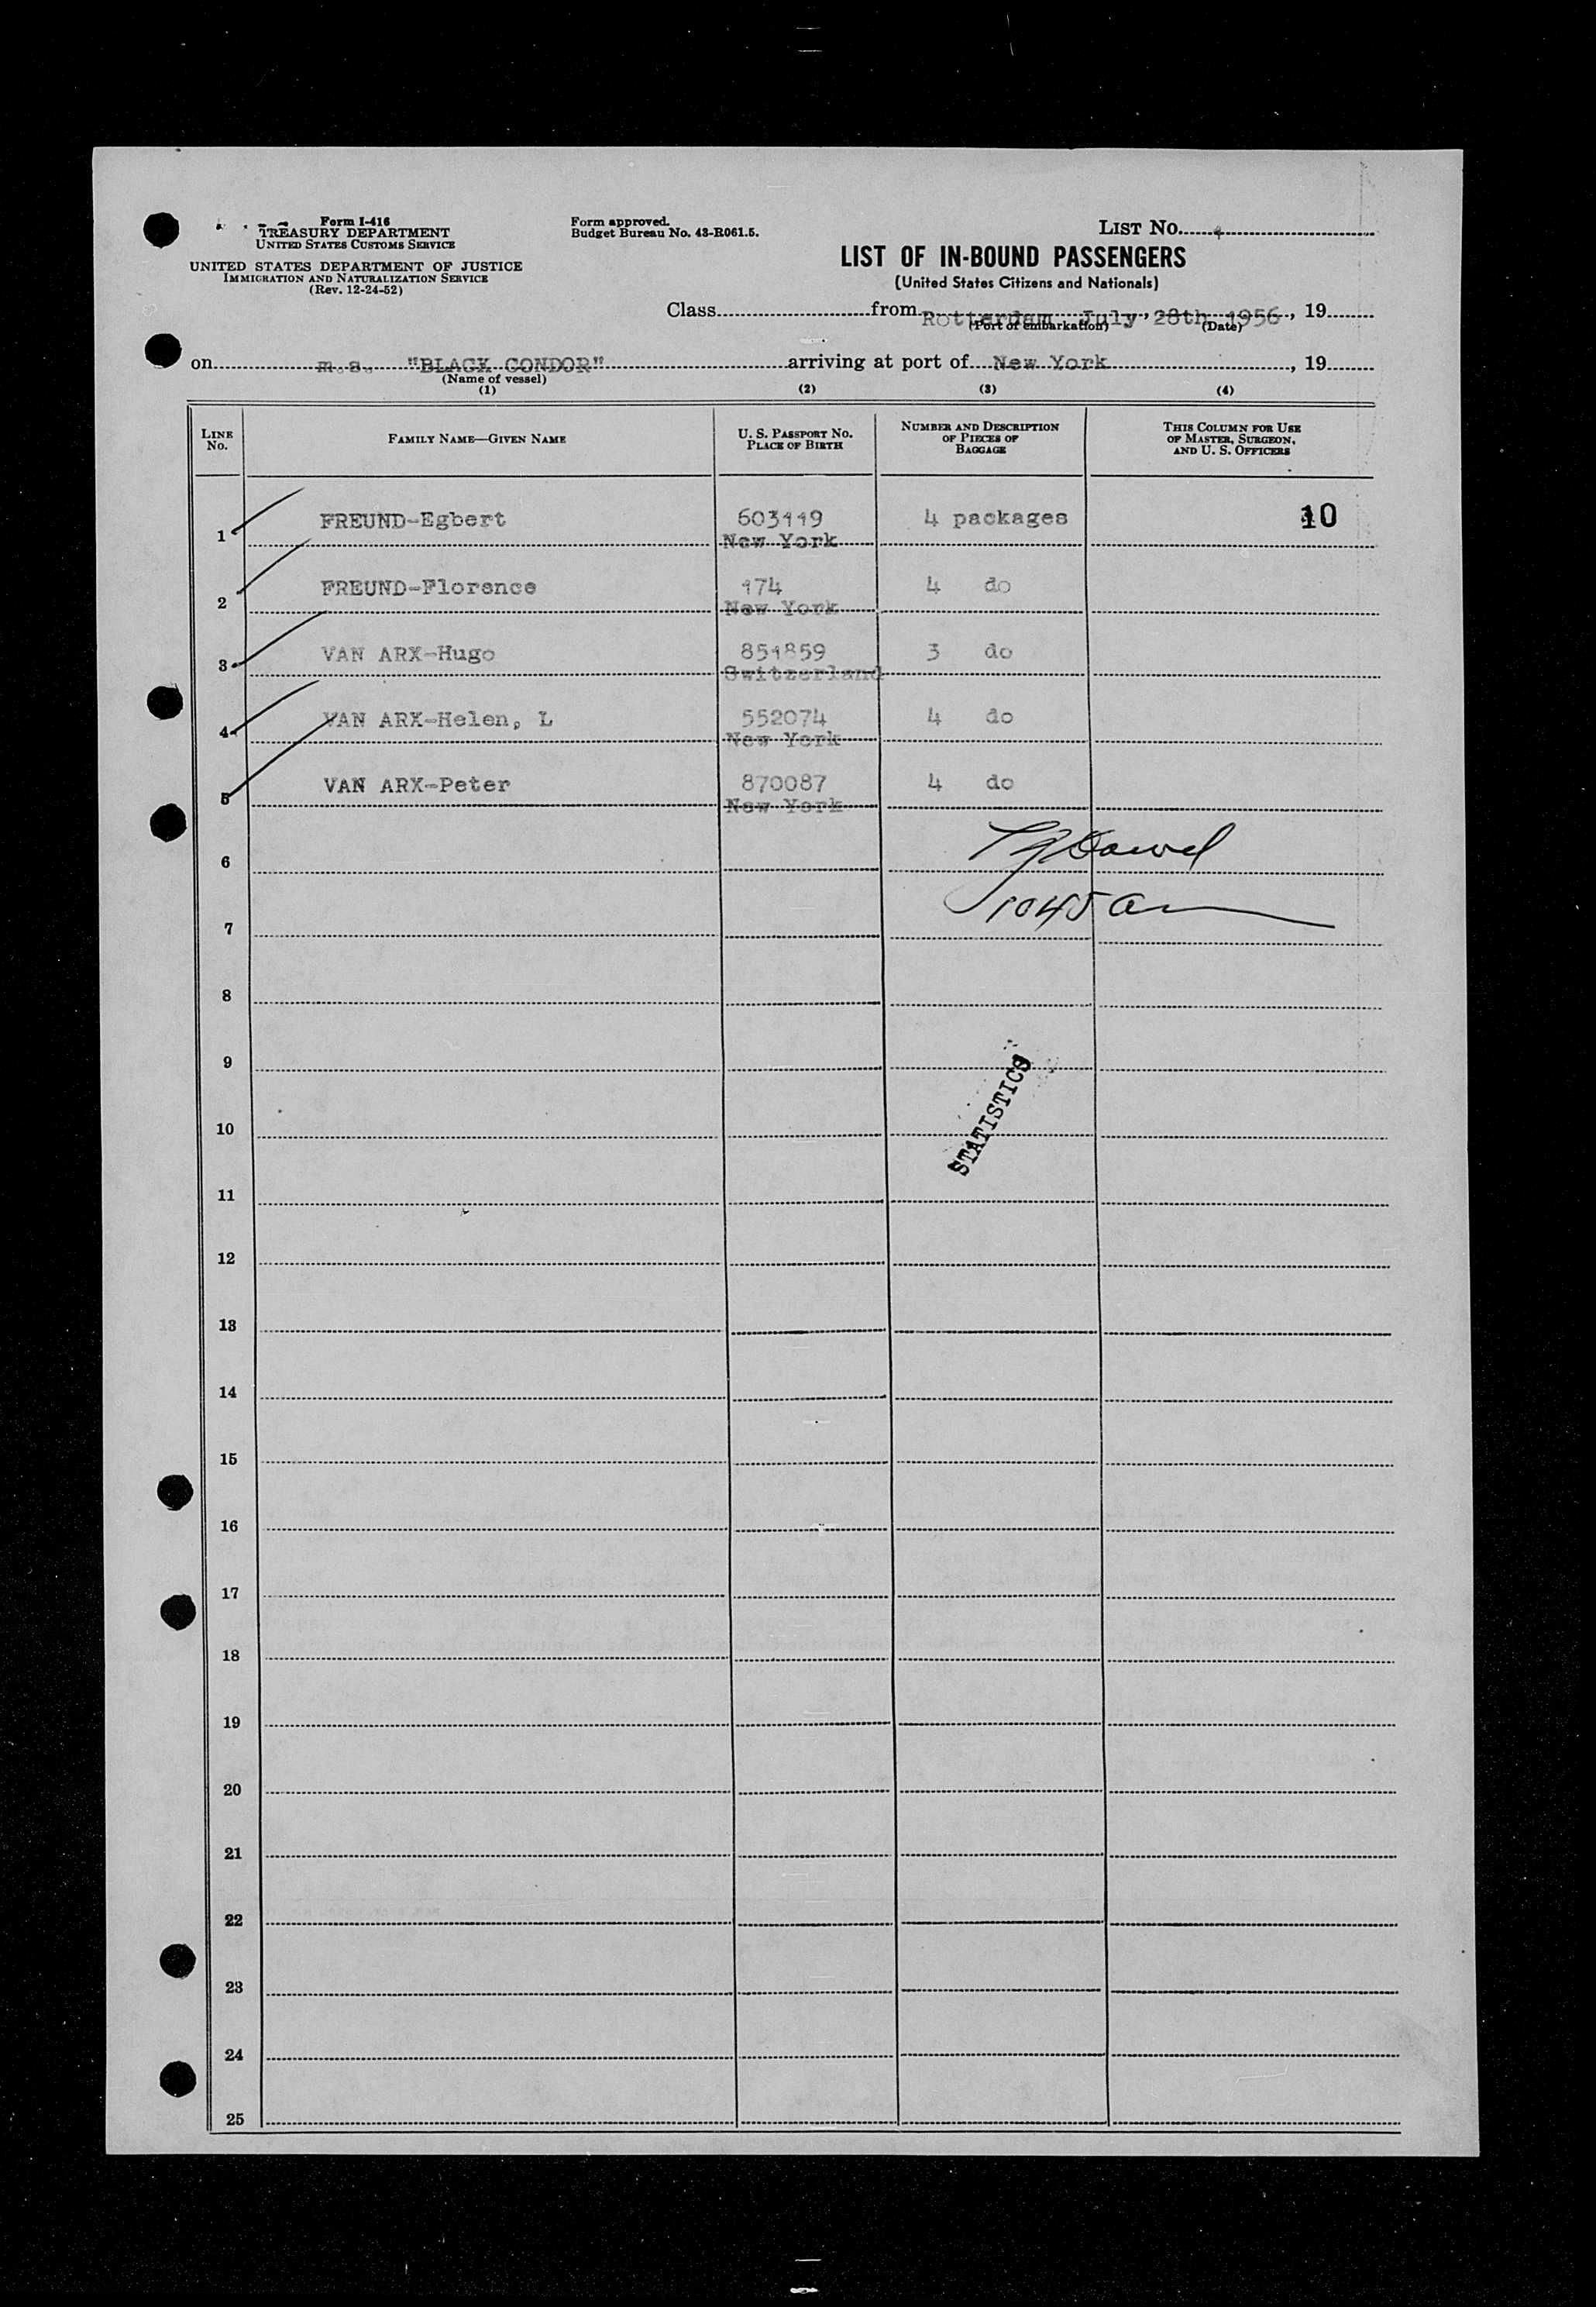 Form I-416
TREASURY DEPARTMENT
UNITED STATES CUSTOMS SERVICE
UNITED STATES DEPARTMENT OF JUSTICE
IMMIGRATION AND NATURALIZATION SERVICE
(Rev. 12-24-52)
Form approved.
Budget Bureau No. 43-R061.5.
LIST No.
LIST OF IN-BOUND PASSENGERS
(United States Citizens and Nationals)
Class from Rotterdam, July 28th 1956, 19
(Port of embarkation) (Date)
on m.s. "BLACK CONDOR" arriving at port of New York, 19
(Name of vessel)
(1) (2) (3) (4)
LINE No. FAMILY NAME—GIVEN NAME U. S. PASSPORT No. PLACE OF BIRTH NUMBER AND DESCRIPTION OF PIECES OF BAGGAGE THIS COLUMN FOR USE OF MASTER, SURGEON, AND U. S. OFFICERS
1 FREUND-Egbert 603119 4 packages 10
New York
2 FREUND-Florence 174 4 do
New York
3 VAN ARX-Hugo 851859 3 do
Switzerland
4 VAN ARX-Helen, L 552074 4 do
New York
5 VAN ARX-Peter 870087 4 do
New York
6
7 1045 am
8
9
STATISTICS
10
11
12
13
14
15
16
17
18
19
20
21
22
23
24
25